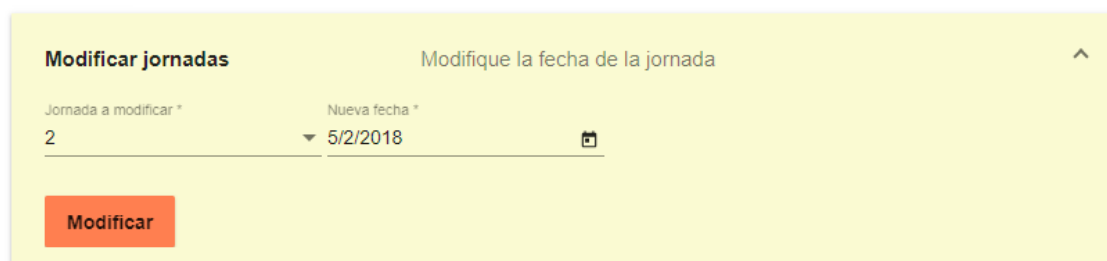 Modificar jornadas Modifique la fecha de la jornada
Jornada a modificar * Nueva fecha *
2 5/2/2018
Modificar